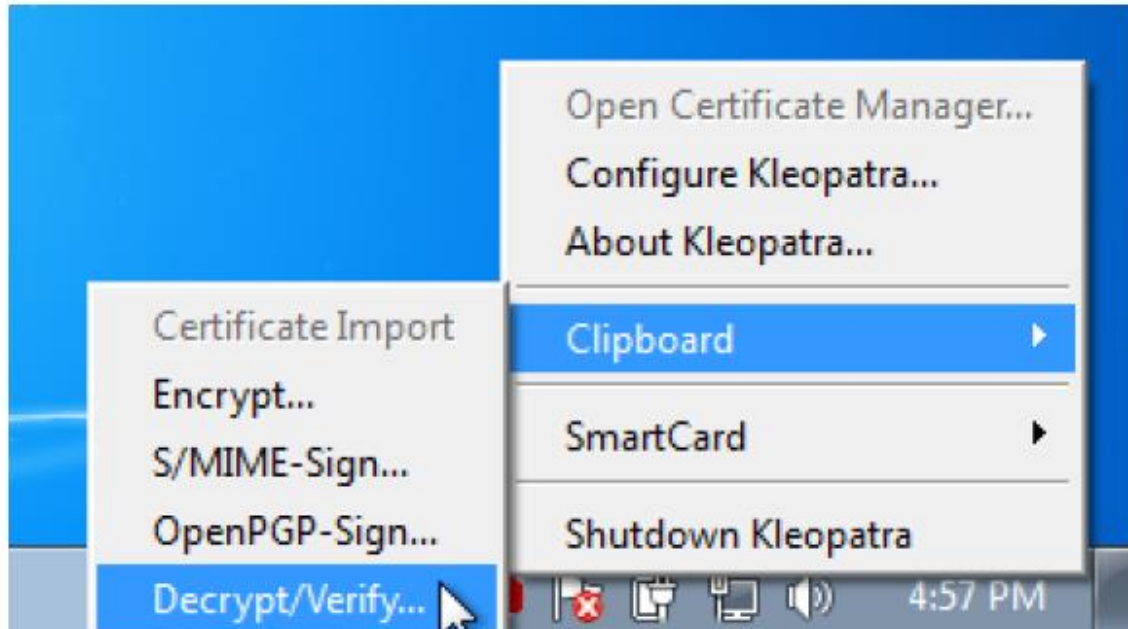 Open Certificate Manager...
Configure Kleopatra...
About Kleopatra...
Clipboard
SmartCard
Shutdown Kleopatra
Certificate Import
Encrypt...
S/MIME-Sign...
OpenPGP-Sign...
Decrypt/Verify...
4:57 PM